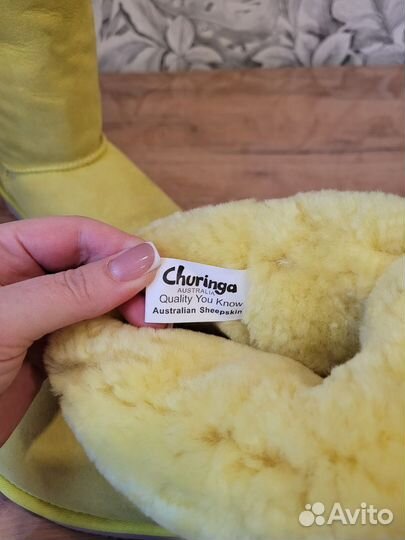 Churinga
AUSTRALIA
Quality You Know
Australian Sheepskin
Avito